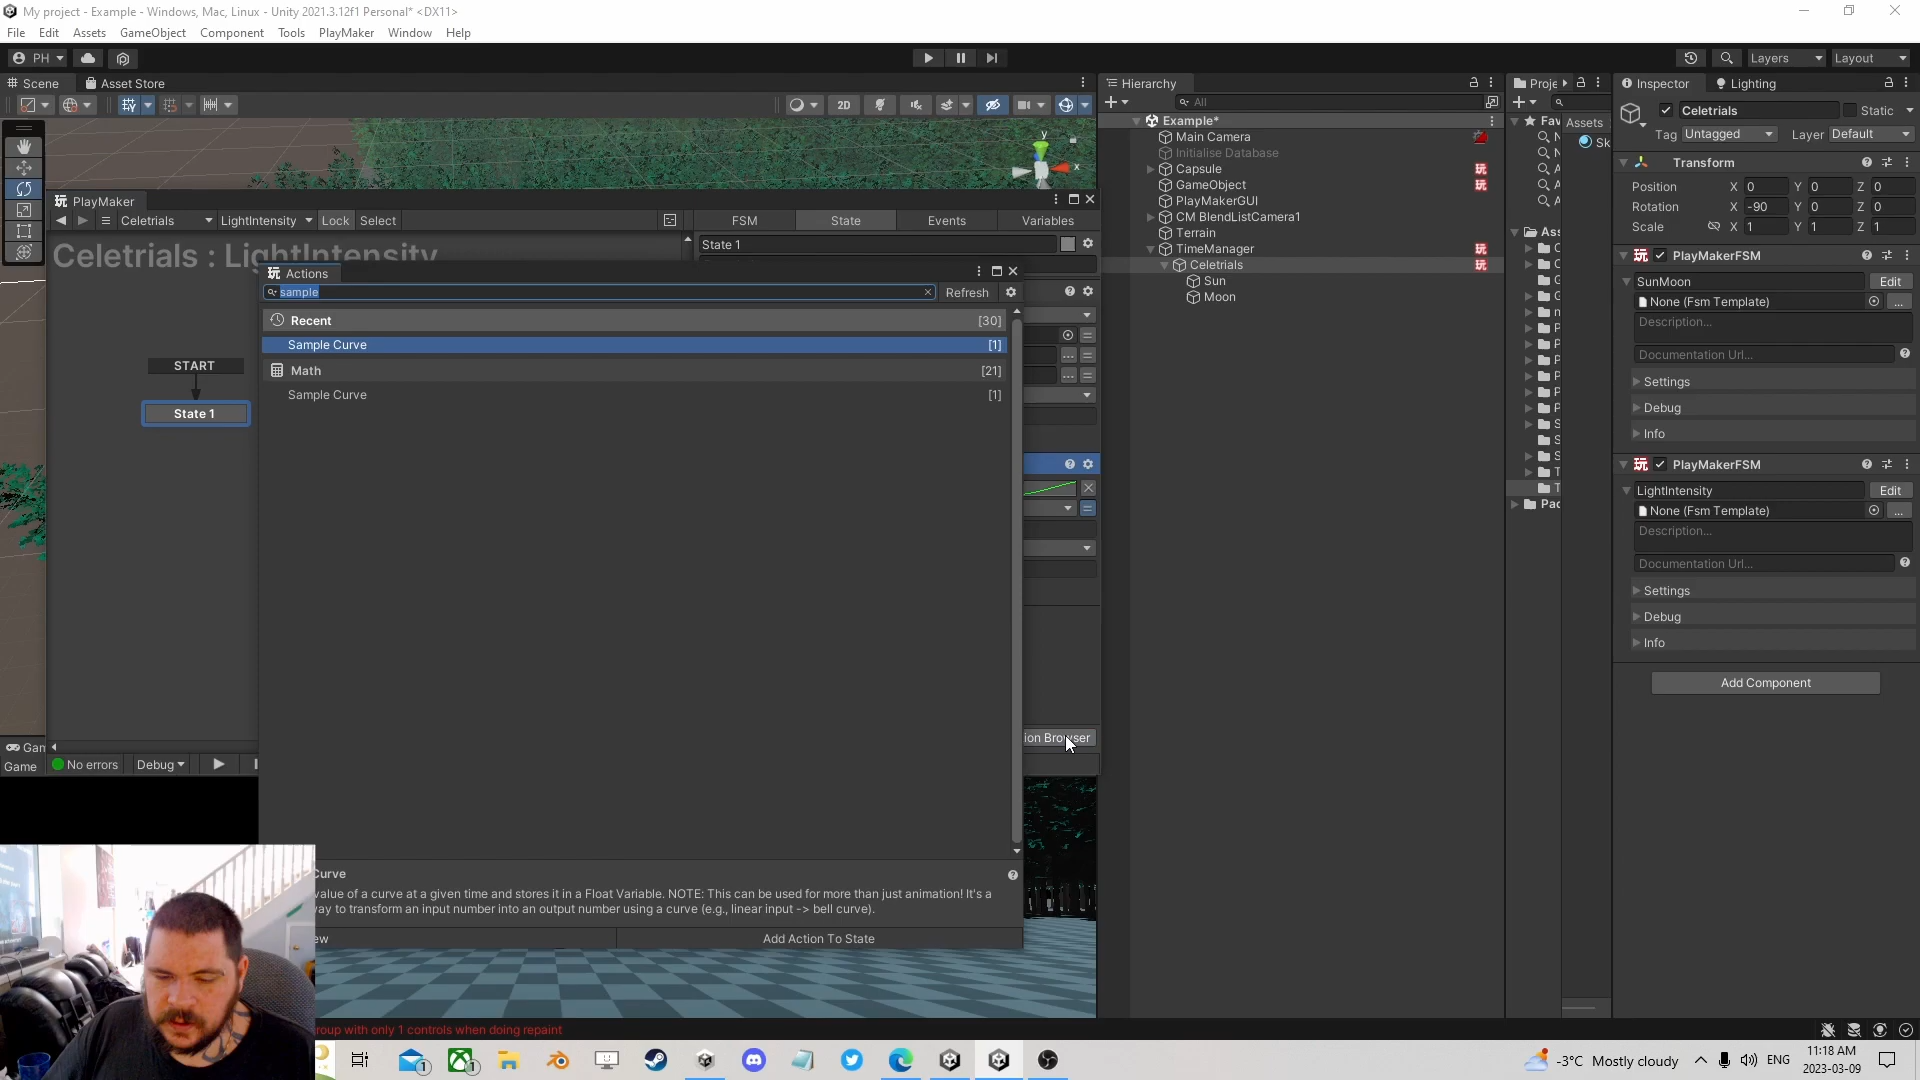 My project - Example - Windows, Mac, Linux - Unity 2021.3.12f1 Personal* <DX11>
File Edit Assets GameObject Component Tools PlayMaker Window Help
PH
Layers
Layout
Scene
Asset Store
2D
y
x
PlayMaker
Celetrials
LightIntensity
Lock
Select
FSM
State
Events
Variables
Celetrials : LightIntensity
State 1
START
State 1
Actions
sample
Refresh
Recent [30]
Sample Curve [1]
Math [21]
Sample Curve [1]
Curve
value of a curve at a given time and stores it in a Float Variable. NOTE: This can be used for more than just animation! It's a
way to transform an input number into an output number using a curve (e.g., linear input -> bell curve).
Add Action To State
ion Browser
Game
No errors
Debug
roup with only 1 controls when doing repaint
Hierarchy
All
Example*
Main Camera
Initialise Database
Capsule
GameObject
PlayMakerGUI
CM BlendListCamera1
Terrain
TimeManager
Celetrials
Sun
Moon
Proje
Fav
Assets
Sk
Ass
Pac
Inspector
Lighting
Celetrials
Static
Tag Untagged
Layer Default
Transform
Position X 0 Y 0 Z 0
Rotation X -90 Y 0 Z 0
Scale X 1 Y 1 Z 1
PlayMakerFSM
SunMoon
Edit
None (Fsm Template)
...
Description...
Documentation Url...
Settings
Debug
Info
PlayMakerFSM
LightIntensity
Edit
None (Fsm Template)
...
Description...
Documentation Url...
Settings
Debug
Info
Add Component
-3°C Mostly cloudy
ENG
11:18 AM
2023-03-09